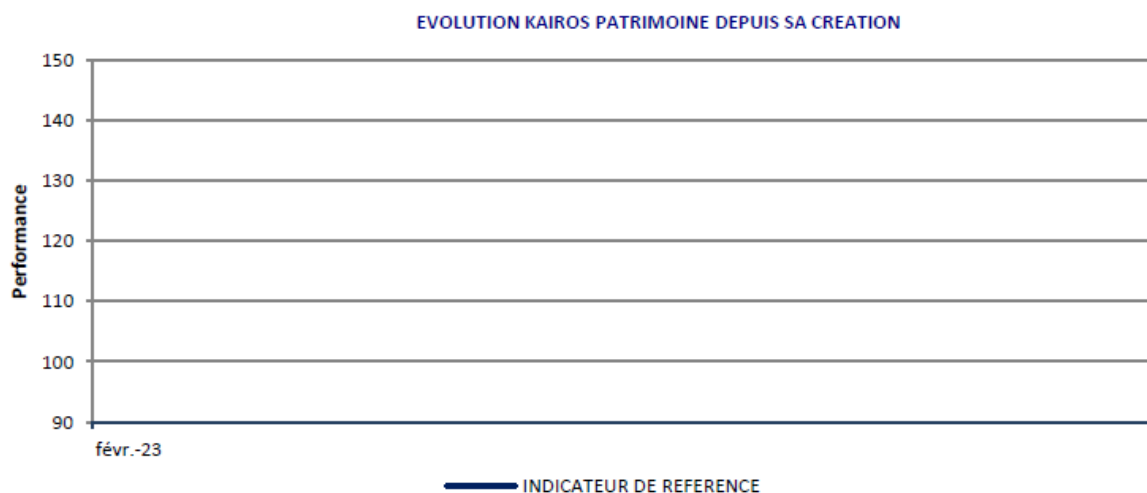 EVOLUTION KAIROS PATRIMOINE DEPUIS SA CREATION
150
140
130
120
110
100
90
Performance
févr.-23
INDICATEUR DE REFERENCE